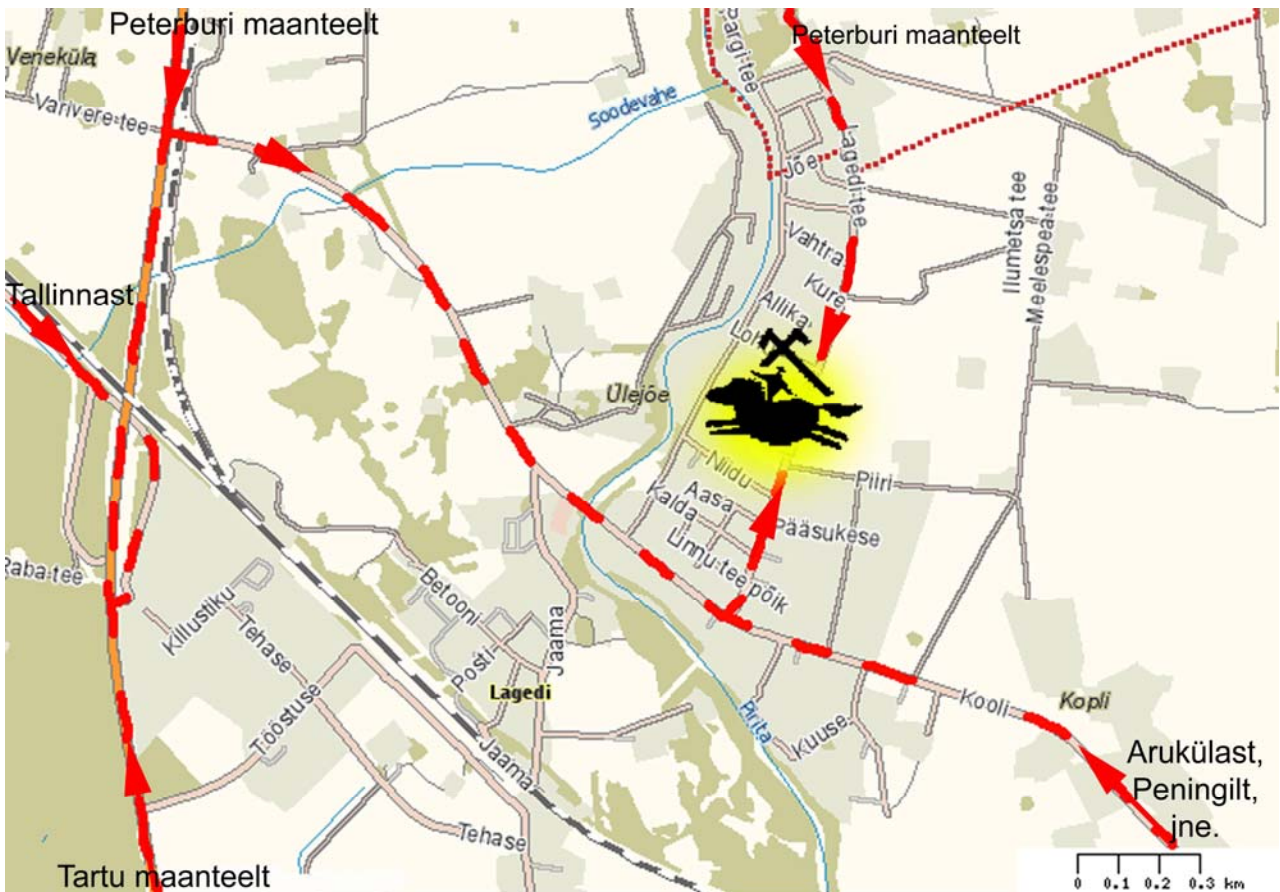 Peterburi maanteelt
Peterburi maanteelt
Veneküla
Varivere tee
Soodevahe
Pargi tee
Jõe
Lagedi tee
Ilumetsa tee
Meelespea tee
Vahtra
Kure
Allika
Tallinnast
Ülejõe
Niidu
Piiri
Aasa
Kalda
Pääsukese
Linnu tee põik
Raba tee
Killustiku
Betooni
Tehase
Posti
Jaama
Lagedi
Tööstuse
Jaama
Tehase
Pirita
Kuuse
Kooli
Kopli
Arukülast,
Peningilt,
jne.
Tartu maanteelt
0 0.1 0.2 0.3 km